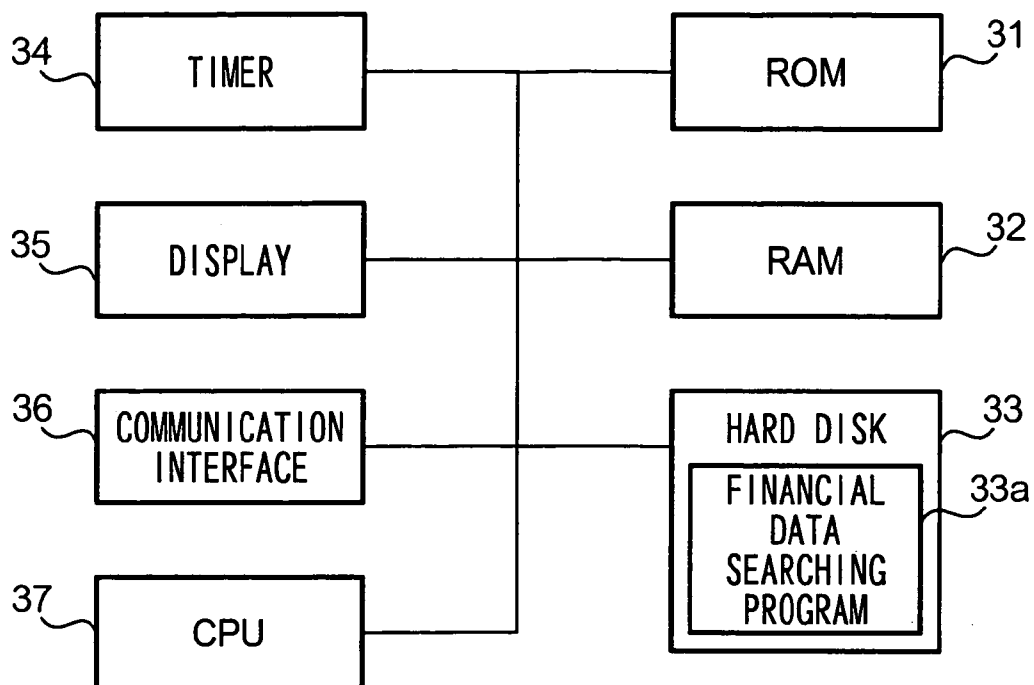 34
TIMER
ROM
31
35
DISPLAY
RAM
32
36
COMMUNICATION
INTERFACE
HARD DISK
33
FINANCIAL
DATA
SEARCHING
PROGRAM
33a
37
CPU